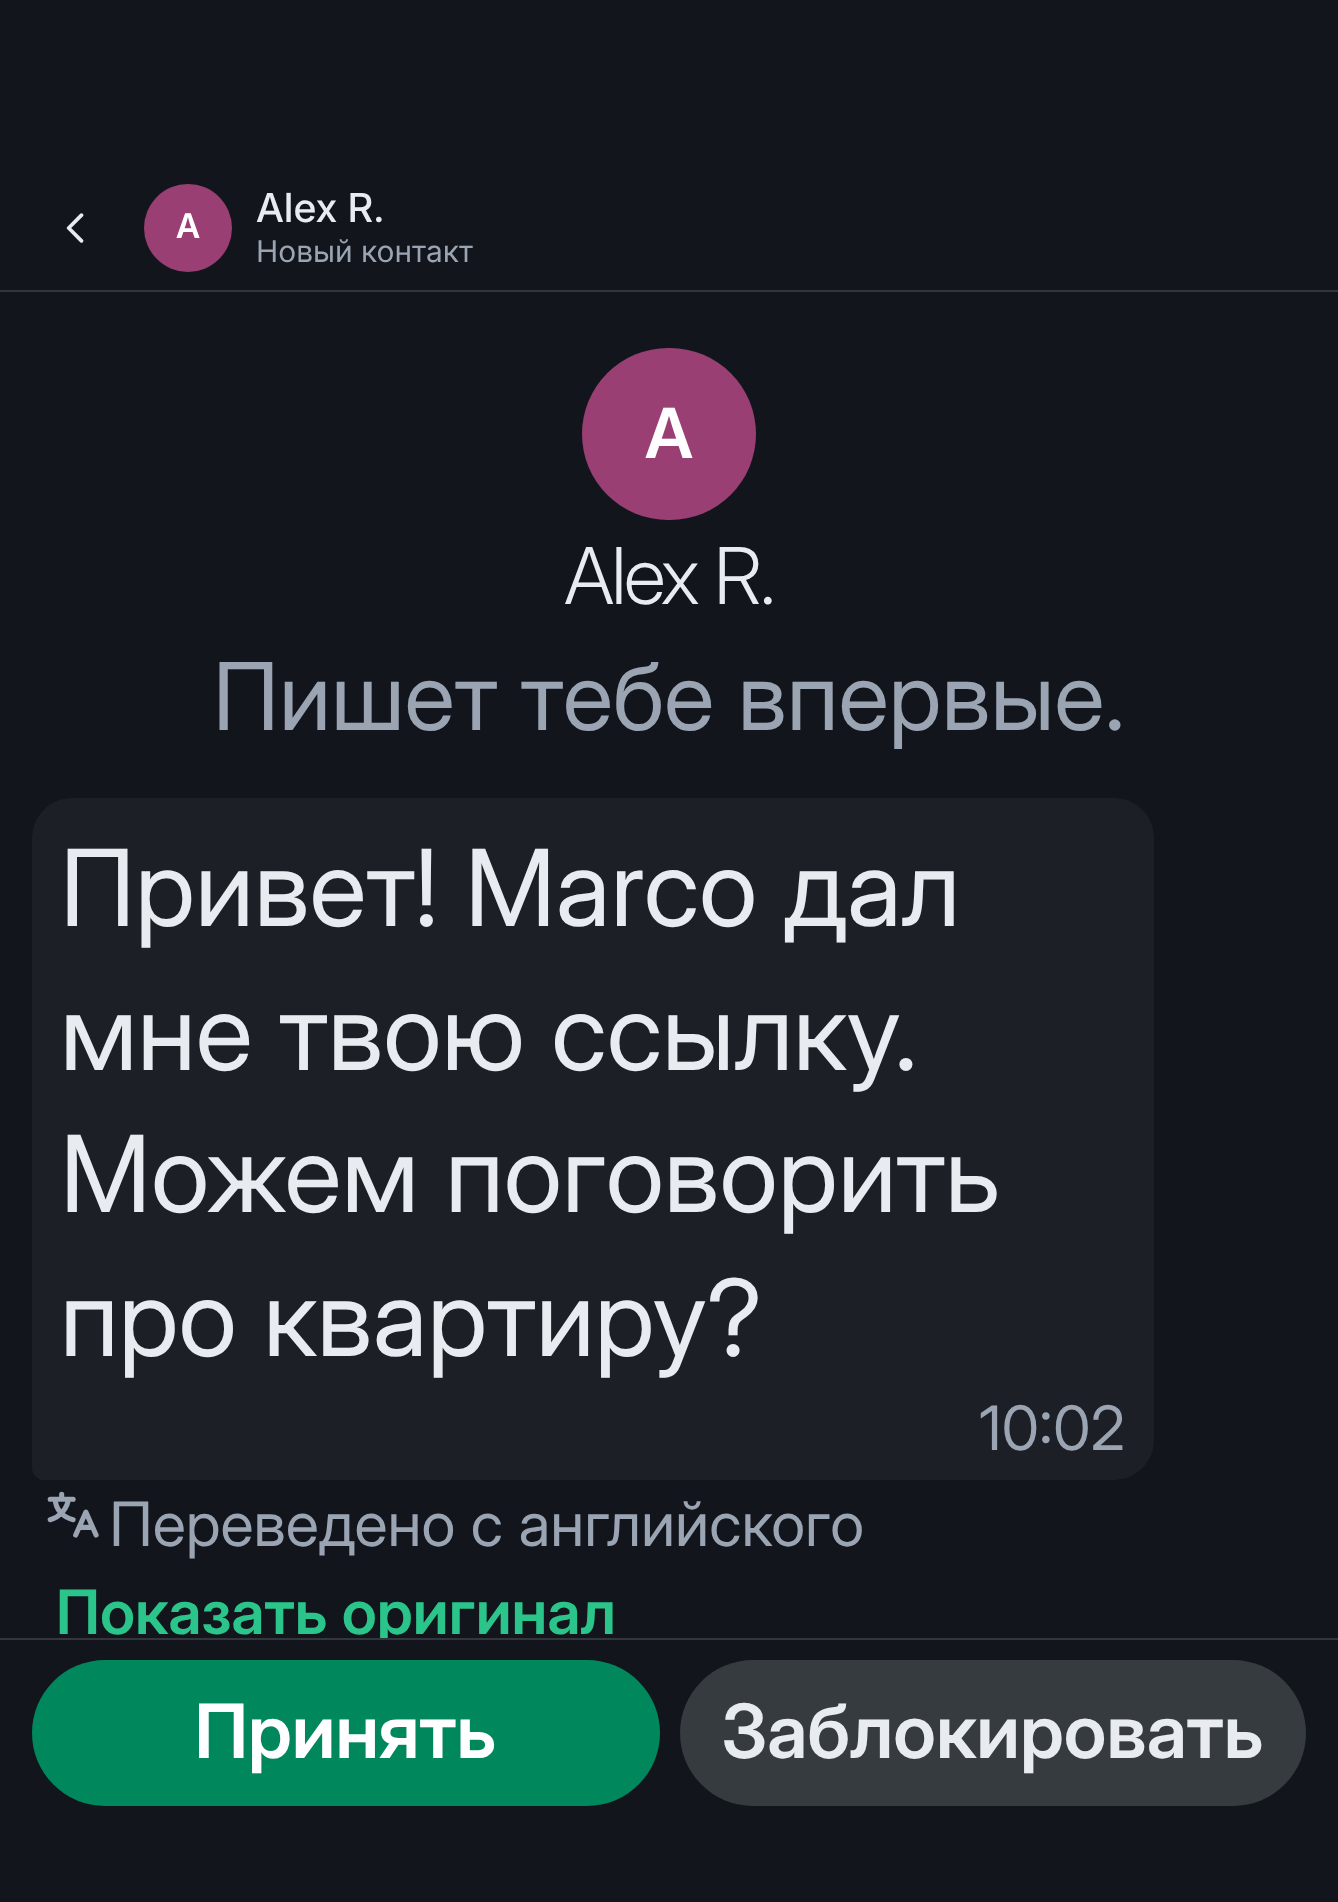 A
Alex R.
Новый контакт
A
Alex R.
Пишет тебе впервые.
Привет! Marco дал
мне твою ссылку.
Можем поговорить
про квартиру?
10:02
Переведено с английского
Показать оригинал
Принять
Заблокировать